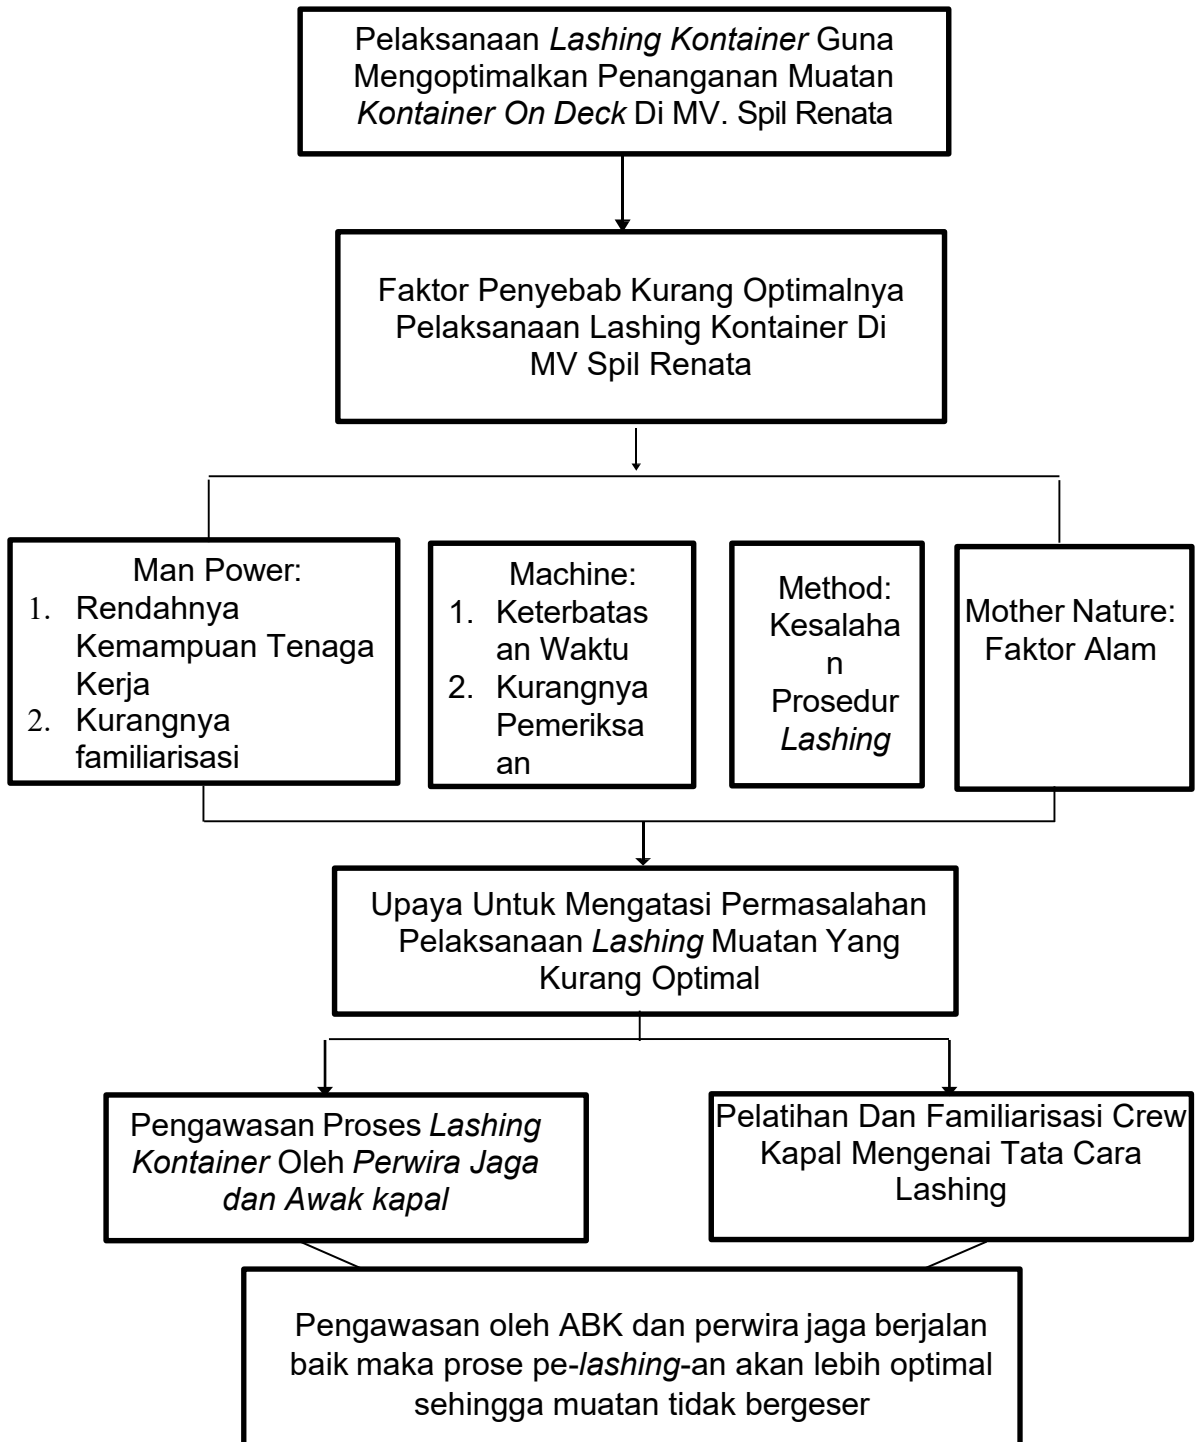 Pelaksanaan Lashing Kontainer Guna
Mengoptimalkan Penanganan Muatan
Kontainer On Deck Di MV. Spil Renata
Faktor Penyebab Kurang Optimalnya
Pelaksanaan Lashing Kontainer Di
MV Spil Renata
Man Power:
1. Rendahnya
Kemampuan Tenaga
Kerja
2. Kurangnya
familiarisasi
Machine:
1. Keterbatas
an Waktu
2. Kurangnya
Pemeriksa
an
Method:
Kesalaha
n
Prosedur
Lashing
Mother Nature:
Faktor Alam
Upaya Untuk Mengatasi Permasalahan
Pelaksanaan Lashing Muatan Yang
Kurang Optimal
Pengawasan Proses Lashing
Kontainer Oleh Perwira Jaga
dan Awak kapal
Pelatihan Dan Familiarisasi Crew
Kapal Mengenai Tata Cara
Lashing
Pengawasan oleh ABK dan perwira jaga berjalan
baik maka prose pe-lashing-an akan lebih optimal
sehingga muatan tidak bergeser